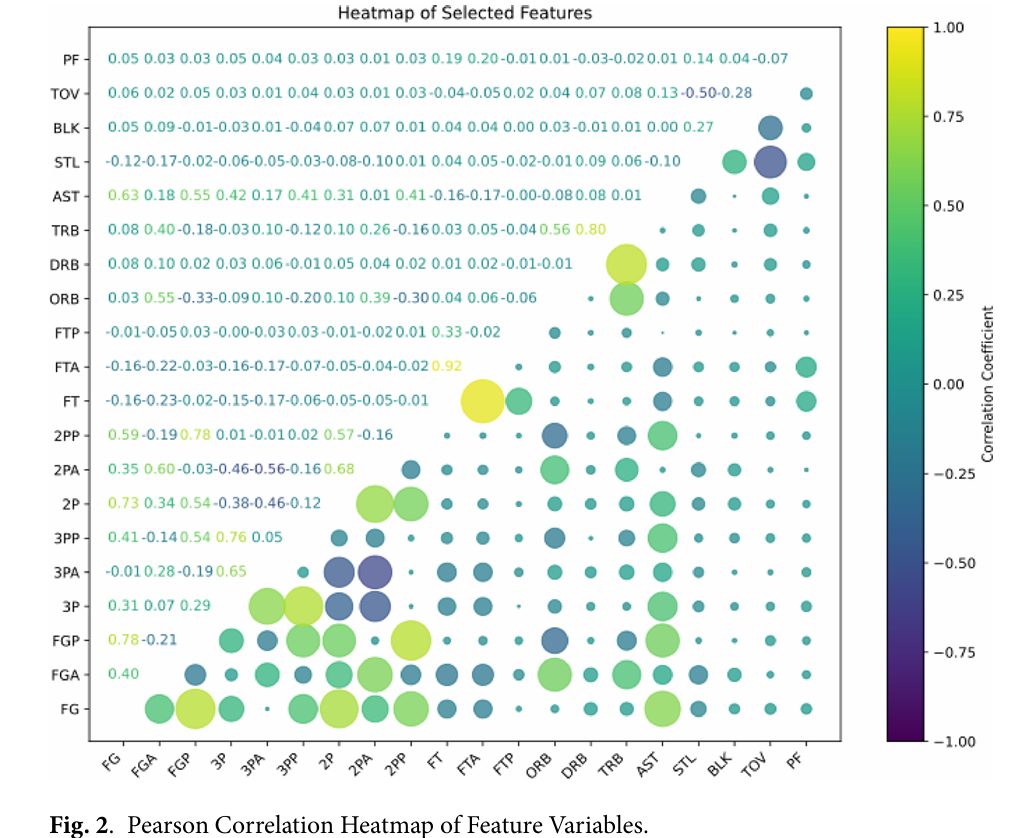 Heatmap of Selected Features
PF 0.05 0.03 0.03 0.05 0.04 0.03 0.03 0.01 0.03 0.19 0.20 -0.01 0.01 -0.03 -0.02 0.01 0.14 0.04 -0.07
TOV 0.06 0.02 0.05 0.03 0.01 0.04 0.03 0.01 0.03 -0.04 -0.05 0.02 0.04 0.07 0.08 0.13 -0.50 -0.28
BLK 0.05 0.09 -0.01 -0.03 0.01 -0.04 0.07 0.07 0.01 0.04 0.04 0.00 0.03 -0.01 0.01 0.00 0.27
STL -0.12 -0.17 -0.02 -0.06 -0.05 -0.03 -0.08 -0.10 0.01 0.04 0.05 -0.02 -0.01 0.09 0.06 -0.10
AST 0.63 0.18 0.55 0.42 0.17 0.41 0.31 0.01 0.41 -0.16 -0.17 -0.00 -0.08 0.08 0.01
TRB 0.08 0.40 -0.18 -0.03 0.10 -0.12 0.10 0.26 -0.16 0.03 0.05 -0.04 0.56 0.80
DRB 0.08 0.10 0.02 0.03 0.06 -0.01 0.05 0.04 0.02 0.01 0.02 -0.01 -0.01
ORB 0.03 0.55 -0.33 -0.09 0.10 -0.20 0.10 0.39 -0.30 0.04 0.06 -0.06
FTP -0.01 -0.05 0.03 -0.00 -0.03 0.03 -0.01 -0.02 0.01 0.33 -0.02
FTA -0.16 -0.22 -0.03 -0.16 -0.17 -0.07 -0.05 -0.04 -0.02 0.92
FT -0.16 -0.23 -0.02 -0.15 -0.17 -0.06 -0.05 -0.05 -0.01
2PP 0.59 -0.19 0.78 0.01 -0.01 0.02 0.57 -0.16
2PA 0.35 0.60 -0.03 -0.46 -0.56 -0.16 0.68
2P 0.73 0.34 0.54 -0.38 -0.46 -0.12
3PP 0.41 -0.14 0.54 0.76 0.05
3PA -0.01 0.28 -0.19 0.65
3P 0.31 0.07 0.29
FGP 0.78 -0.21
FGA 0.40
FG
FG FGA FGP 3P 3PA 3PP 2P 2PA 2PP FT FTA FTP ORB DRB TRB AST STL BLK TOV PF
1.00
0.75
0.50
0.25
0.00
−0.25
−0.50
−0.75
−1.00
Correlation Coefficient
Fig. 2. Pearson Correlation Heatmap of Feature Variables.